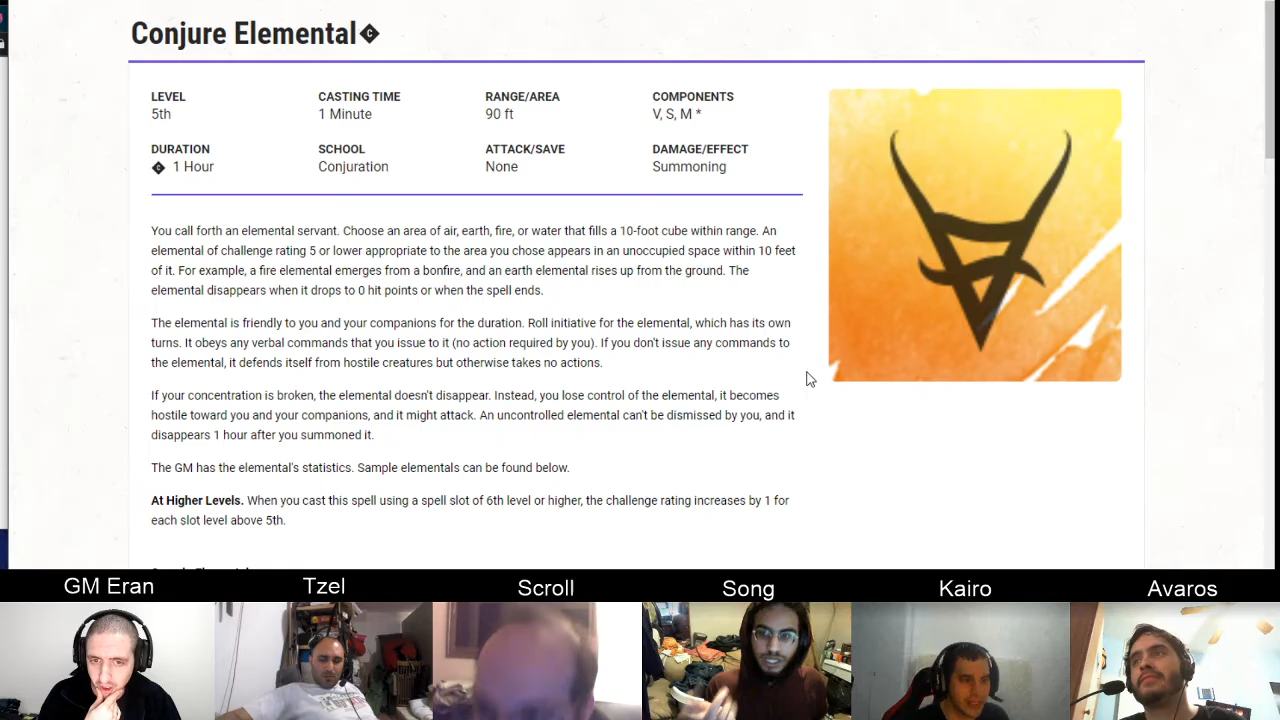 Conjure Elemental
LEVEL
CASTING TIME
RANGE/AREA
COMPONENTS
5th
1 Minute
90 ft
V, S, M *
DURATION
SCHOOL
ATTACK/SAVE
DAMAGE/EFFECT
1 Hour
Conjuration
None
Summoning
You call forth an elemental servant. Choose an area of air, earth, fire, or water that fills a 10-foot cube within range. An
elemental of challenge rating 5 or lower appropriate to the area you chose appears in an unoccupied space within 10 feet
of it. For example, a fire elemental emerges from a bonfire, and an earth elemental rises up from the ground. The
elemental disappears when it drops to 0 hit points or when the spell ends.
The elemental is friendly to you and your companions for the duration. Roll initiative for the elemental, which has its own
turns. It obeys any verbal commands that you issue to it (no action required by you). If you don't issue any commands to
the elemental, it defends itself from hostile creatures but otherwise takes no actions.
If your concentration is broken, the elemental doesn't disappear. Instead, you lose control of the elemental, it becomes
hostile toward you and your companions, and it might attack. An uncontrolled elemental can't be dismissed by you, and it
disappears 1 hour after you summoned it.
The GM has the elemental's statistics. Sample elementals can be found below.
At Higher Levels. When you cast this spell using a spell slot of 6th level or higher, the challenge rating increases by 1 for
each slot level above 5th.
GM Eran
Tzel
Scroll
Song
Kairo
Avaros